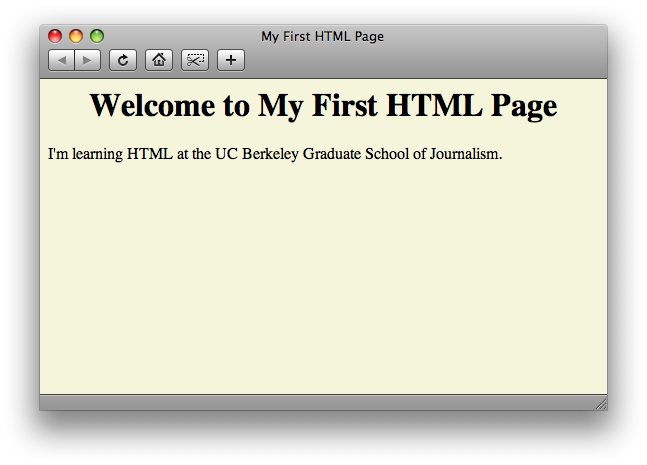 My First HTML Page
Welcome to My First HTML Page
I'm learning HTML at the UC Berkeley Graduate School of Journalism.